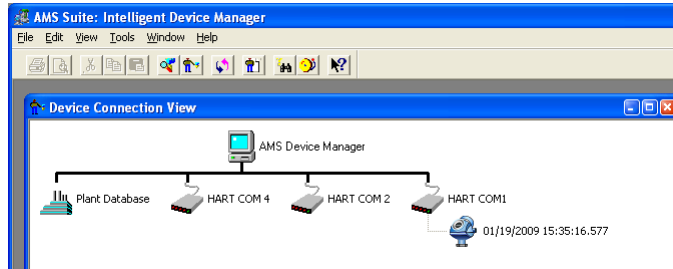 AMS Suite: Intelligent Device Manager
File Edit View Tools Window Help
Device Connection View
AMS Device Manager
Plant Database HART COM 4 HART COM 2 HART COM1
01/19/2009 15:35:16.577